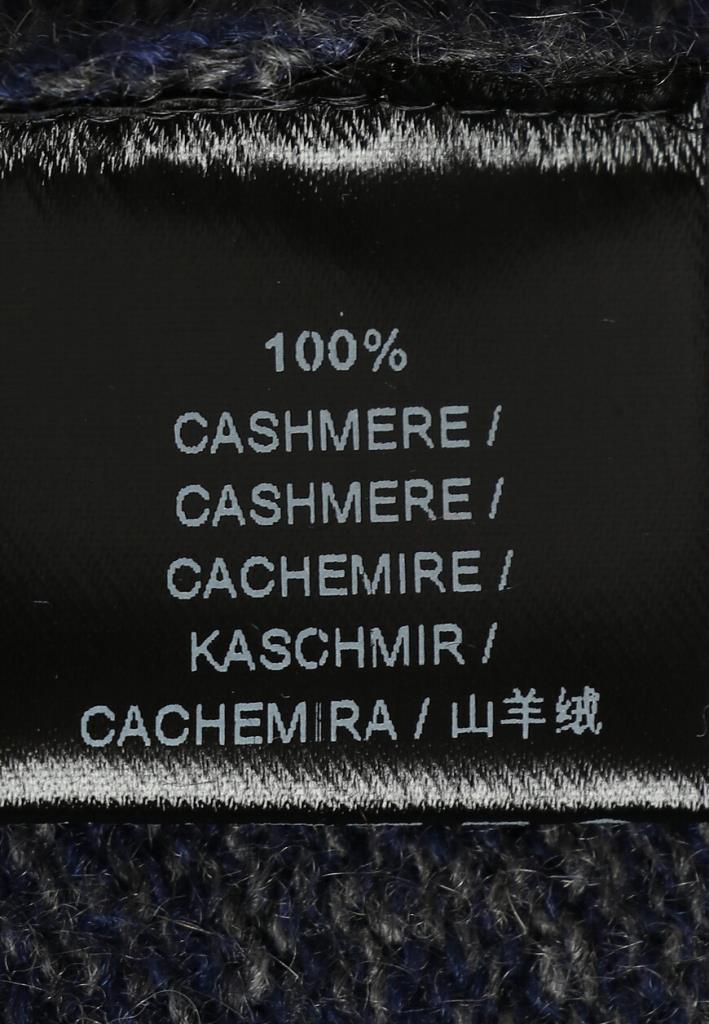 100%
CASHMERE /
CASHMERE /
CACHEMIRE /
KASCHMIR /
CACHEMIRA / 山羊绒